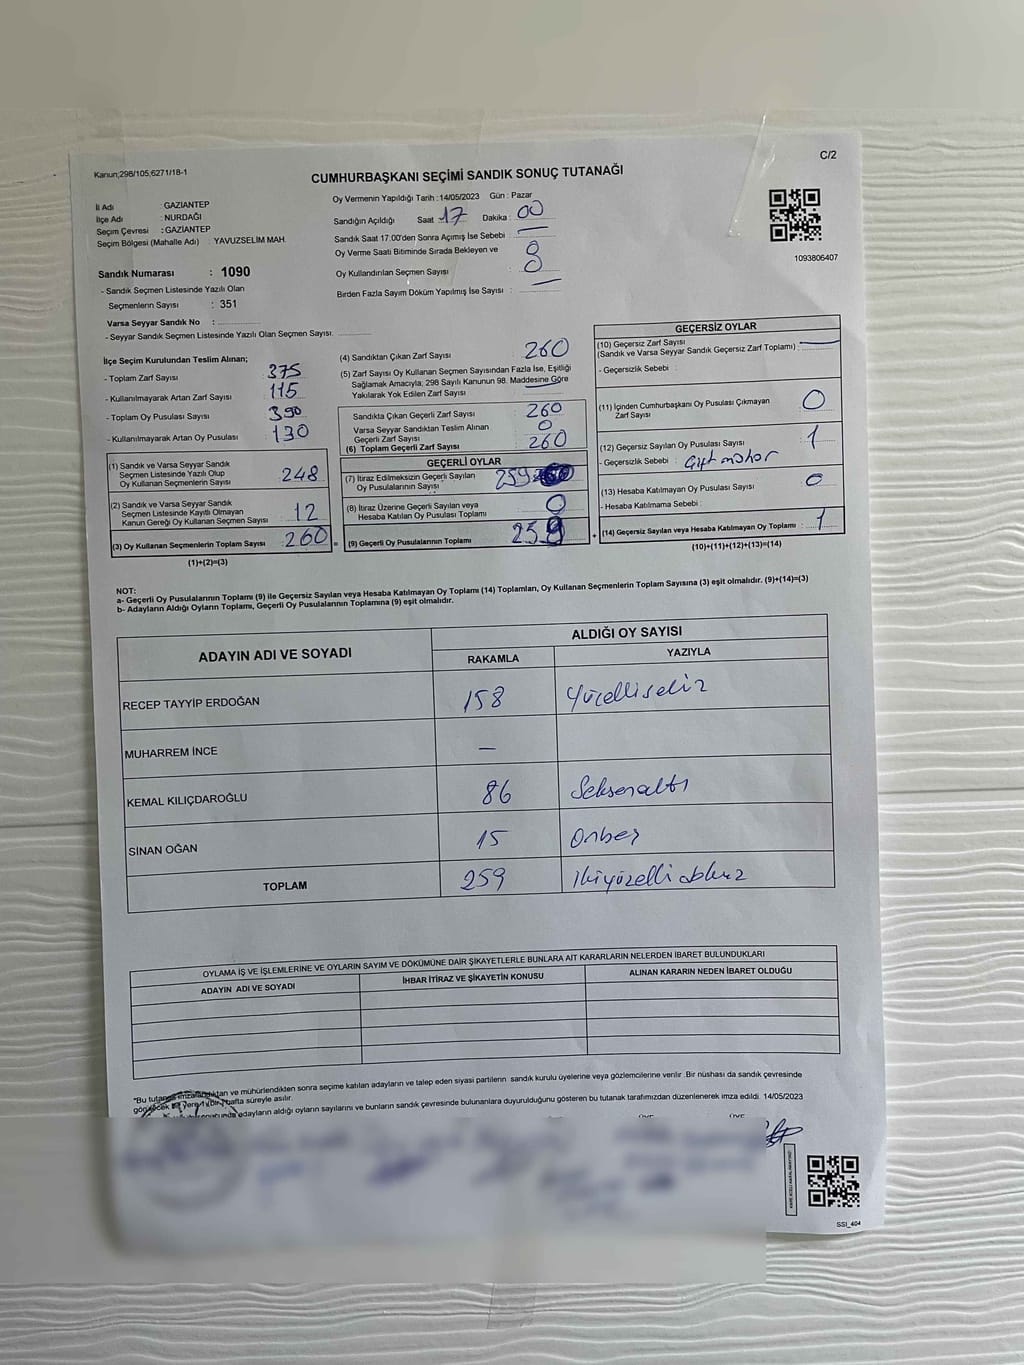 Kanun;298/105,6271/18-1
C/2
CUMHURBAŞKANI SEÇİMİ SANDIK SONUÇ TUTANAĞI
1093806407
İl Adı : GAZİANTEP
İlçe Adı : NURDAĞI
Seçim Çevresi : GAZİANTEP
Seçim Bölgesi (Mahalle Adı) : YAVUZSELİM MAH.
Sandık Numarası : 1090
- Sandık Seçmen Listesinde Yazılı Olan
Seçmenlerin Sayısı : 351
Varsa Seyyar Sandık No :
- Seyyar Sandık Seçmen Listesinde Yazılı Olan Seçmen Sayısı:
Oy Vermenin Yapıldığı Tarih : 14/05/2023 Gün : Pazar
Sandığın Açıldığı Saat 17 Dakika : 00
Sandık Saat 17.00'den Sonra Açımış İse Sebebi : —
Oy Verme Saati Bitiminde Sırada Bekleyen ve
Oy Kullandırılan Seçmen Sayısı : 8
Birden Fazla Sayım Döküm Yapılmış İse Sayısı : —
İlçe Seçim Kurulundan Teslim Alınan;
- Toplam Zarf Sayısı 375
- Kullanılmayarak Artan Zarf Sayısı 115
- Toplam Oy Pusulası Sayısı 390
- Kullanılmayarak Artan Oy Pusulası 130
(1) Sandık ve Varsa Seyyar Sandık
Seçmen Listesinde Yazılı Olup
Oy Kullanan Seçmenlerin Sayısı 248
(2) Sandık ve Varsa Seyyar Sandık
Seçmen Listesinde Kayıtlı Olmayan
Kanun Gereği Oy Kullanan Seçmen Sayısı 12
(3) Oy Kullanan Seçmenlerin Toplam Sayısı 260 =
(1)+(2)=(3)
(4) Sandıktan Çıkan Zarf Sayısı 260
(5) Zarf Sayısı Oy Kullanan Seçmen Sayısından Fazla İse, Eşitliği
Sağlamak Amacıyla; 298 Sayılı Kanunun 98. Maddesine Göre
Yakılarak Yok Edilen Zarf Sayısı —
Sandıkta Çıkan Geçerli Zarf Sayısı 260
Varsa Seyyar Sandıktan Teslim Alınan
Geçerli Zarf Sayısı 0
(6) Toplam Geçerli Zarf Sayısı 260
GEÇERLİ OYLAR
(7) İtiraz Edilmeksizin Geçerli Sayılan
Oy Pusulalarının Sayısı 259
(8) İtiraz Üzerine Geçerli Sayılan veya
Hesaba Katılan Oy Pusulası Toplamı 0
(9) Geçerli Oy Pusulalarının Toplamı 259 +
GEÇERSİZ OYLAR
(10) Geçersiz Zarf Sayısı
(Sandık ve Varsa Seyyar Sandık Geçersiz Zarf Toplamı) : —
- Geçersizlik Sebebi :
(11) İçinden Cumhurbaşkanı Oy Pusulası Çıkmayan
Zarf Sayısı 0
(12) Geçersiz Sayılan Oy Pusulası Sayısı 1
- Geçersizlik Sebebi : Çift mühür
(13) Hesaba Katılmayan Oy Pusulası Sayısı 0
- Hesaba Katılmama Sebebi :
(14) Geçersiz Sayılan veya Hesaba Katılmayan Oy Toplamı : 1
(10)+(11)+(12)+(13)=(14)
NOT:
a- Geçerli Oy Pusulalarının Toplamı (9) ile Geçersiz Sayılan veya Hesaba Katılmayan Oy Toplamı (14) Toplamları, Oy Kullanan Seçmenlerin Toplam Sayısına (3) eşit olmalıdır. (9)+(14)=(3)
b- Adayların Aldığı Oyların Toplamı, Geçerli Oy Pusulalarının Toplamına (9) eşit olmalıdır.
ADAYIN ADI VE SOYADI
ALDIĞI OY SAYISI
RAKAMLA YAZIYLA
RECEP TAYYİP ERDOĞAN 158 Yüzellisekiz
MUHARREM İNCE —
KEMAL KILIÇDAROĞLU 86 Seksenaltı
SİNAN OĞAN 15 Onbeş
TOPLAM 259 İkiyüzellidokuz
OYLAMA İŞ VE İŞLEMLERİNE VE OYLARIN SAYIM VE DÖKÜMÜNE DAİR ŞİKAYETLERLE BUNLARA AİT KARARLARIN NELERDEN İBARET BULUNDUKLARI
ADAYIN ADI VE SOYADI İHBAR İTİRAZ VE ŞİKAYETİN KONUSU ALINAN KARARIN NEDEN İBARET OLDUĞU
*Bu tutanak imzalandıktan ve mühürlendikten sonra seçime katılan adayların ve talep eden siyasi partilerin sandık kurulu üyelerine veya gözlemcilerine verilir. Bir nüshası da sandık çevresinde
görülecek bir yere 1 (bir) hafta süreyle asılır.
adayların aldığı oyların sayılarını ve bunların sandık çevresinde bulunanlara duyurulduğunu gösteren bu tutanak tarafımızdan düzenlenerek imza edildi. 14/05/2023
SSİ_404